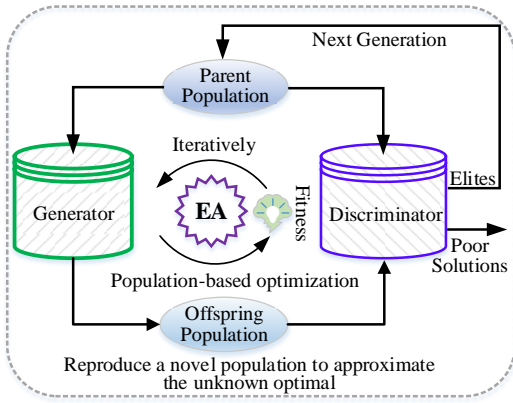 Next Generation
Parent
Population
Iteratively
Generator
EA
Fitness
Discriminator
Elites
Poor
Solutions
Population-based optimization
Offspring
Population
Reproduce a novel population to approximate
the unknown optimal